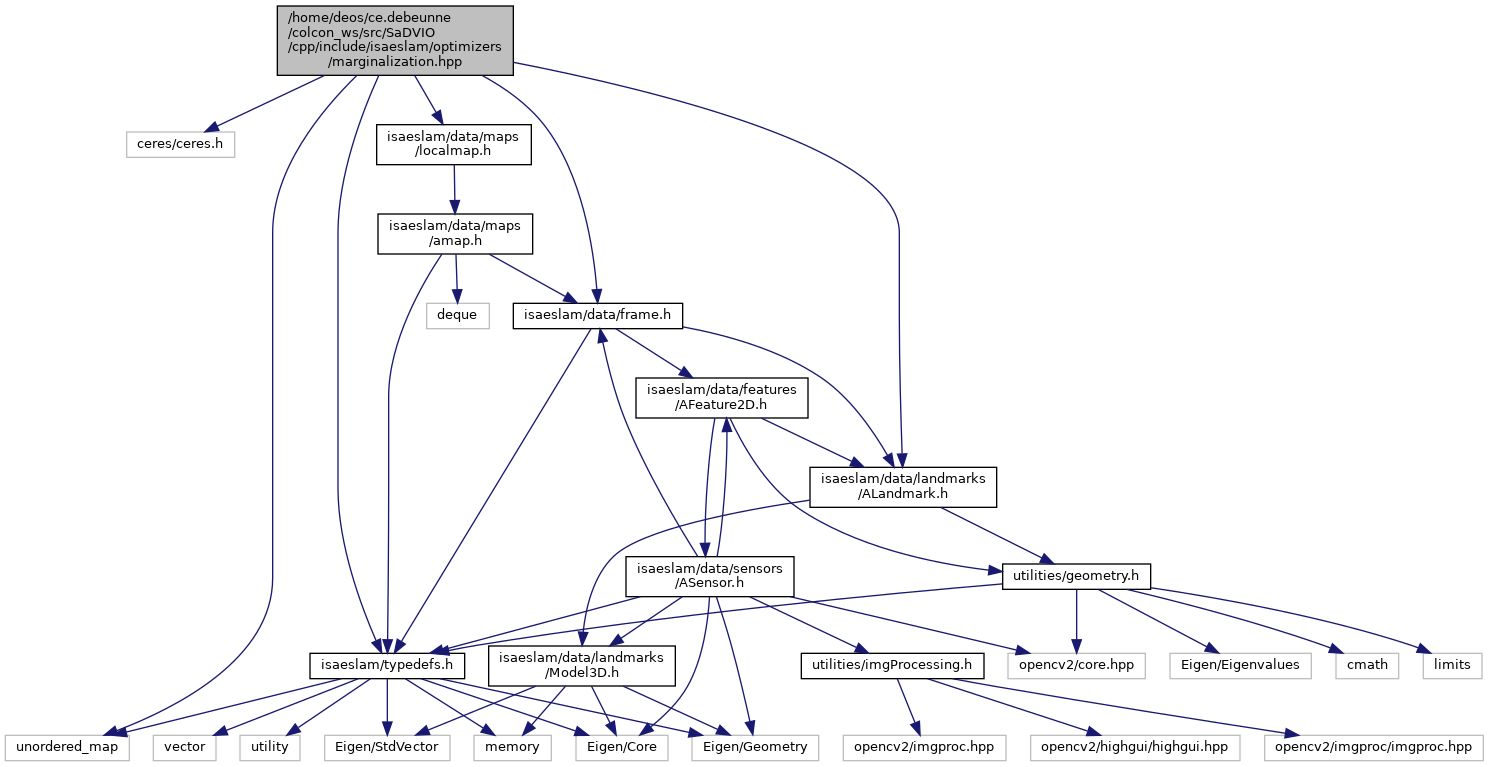 /home/deos/ce.debeunne
/colcon_ws/src/SaDVIO
/cpp/include/isaeslam/optimizers
/marginalization.hpp
ceres/ceres.h
isaeslam/data/maps
/localmap.h
isaeslam/data/maps
/amap.h
deque
isaeslam/data/frame.h
isaeslam/data/features
/AFeature2D.h
isaeslam/data/landmarks
/ALandmark.h
isaeslam/data/sensors
/ASensor.h
utilities/geometry.h
isaeslam/typedefs.h
isaeslam/data/landmarks
/Model3D.h
utilities/imgProcessing.h
opencv2/core.hpp
Eigen/Eigenvalues
cmath
limits
unordered_map
vector
utility
Eigen/StdVector
memory
Eigen/Core
Eigen/Geometry
opencv2/imgproc.hpp
opencv2/highgui/highgui.hpp
opencv2/imgproc/imgproc.hpp